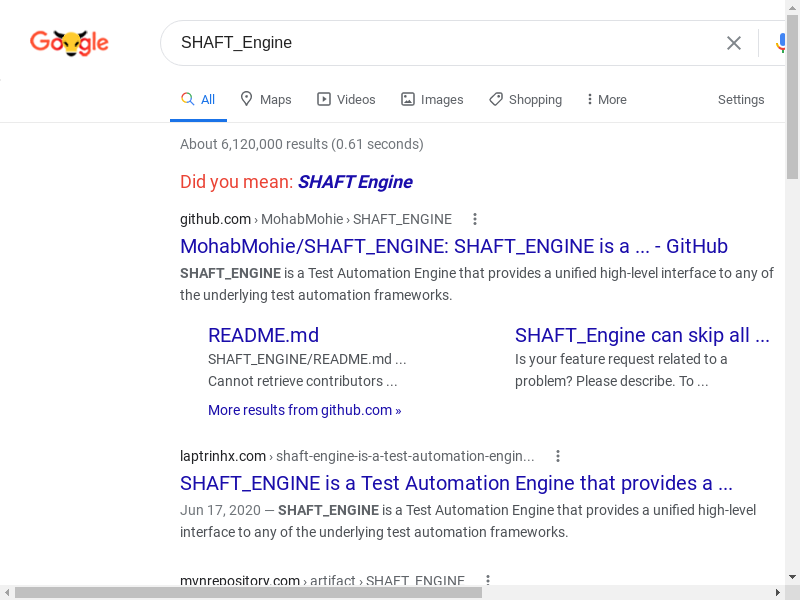 Google
SHAFT_Engine
All Maps Videos Images Shopping More Settings
About 6,120,000 results (0.61 seconds)
Did you mean: SHAFT Engine
github.com › MohabMohie › SHAFT_ENGINE
MohabMohie/SHAFT_ENGINE: SHAFT_ENGINE is a ... - GitHub
SHAFT_ENGINE is a Test Automation Engine that provides a unified high-level interface to any of
the underlying test automation frameworks.
README.md
SHAFT_ENGINE/README.md ...
Cannot retrieve contributors ...
SHAFT_Engine can skip all ...
Is your feature request related to a
problem? Please describe. To ...
More results from github.com »
laptrinhx.com › shaft-engine-is-a-test-automation-engin...
SHAFT_ENGINE is a Test Automation Engine that provides a ...
Jun 17, 2020 — SHAFT_ENGINE is a Test Automation Engine that provides a unified high-level
interface to any of the underlying test automation frameworks.
mvnrepository.com › artifact › SHAFT_ENGINE